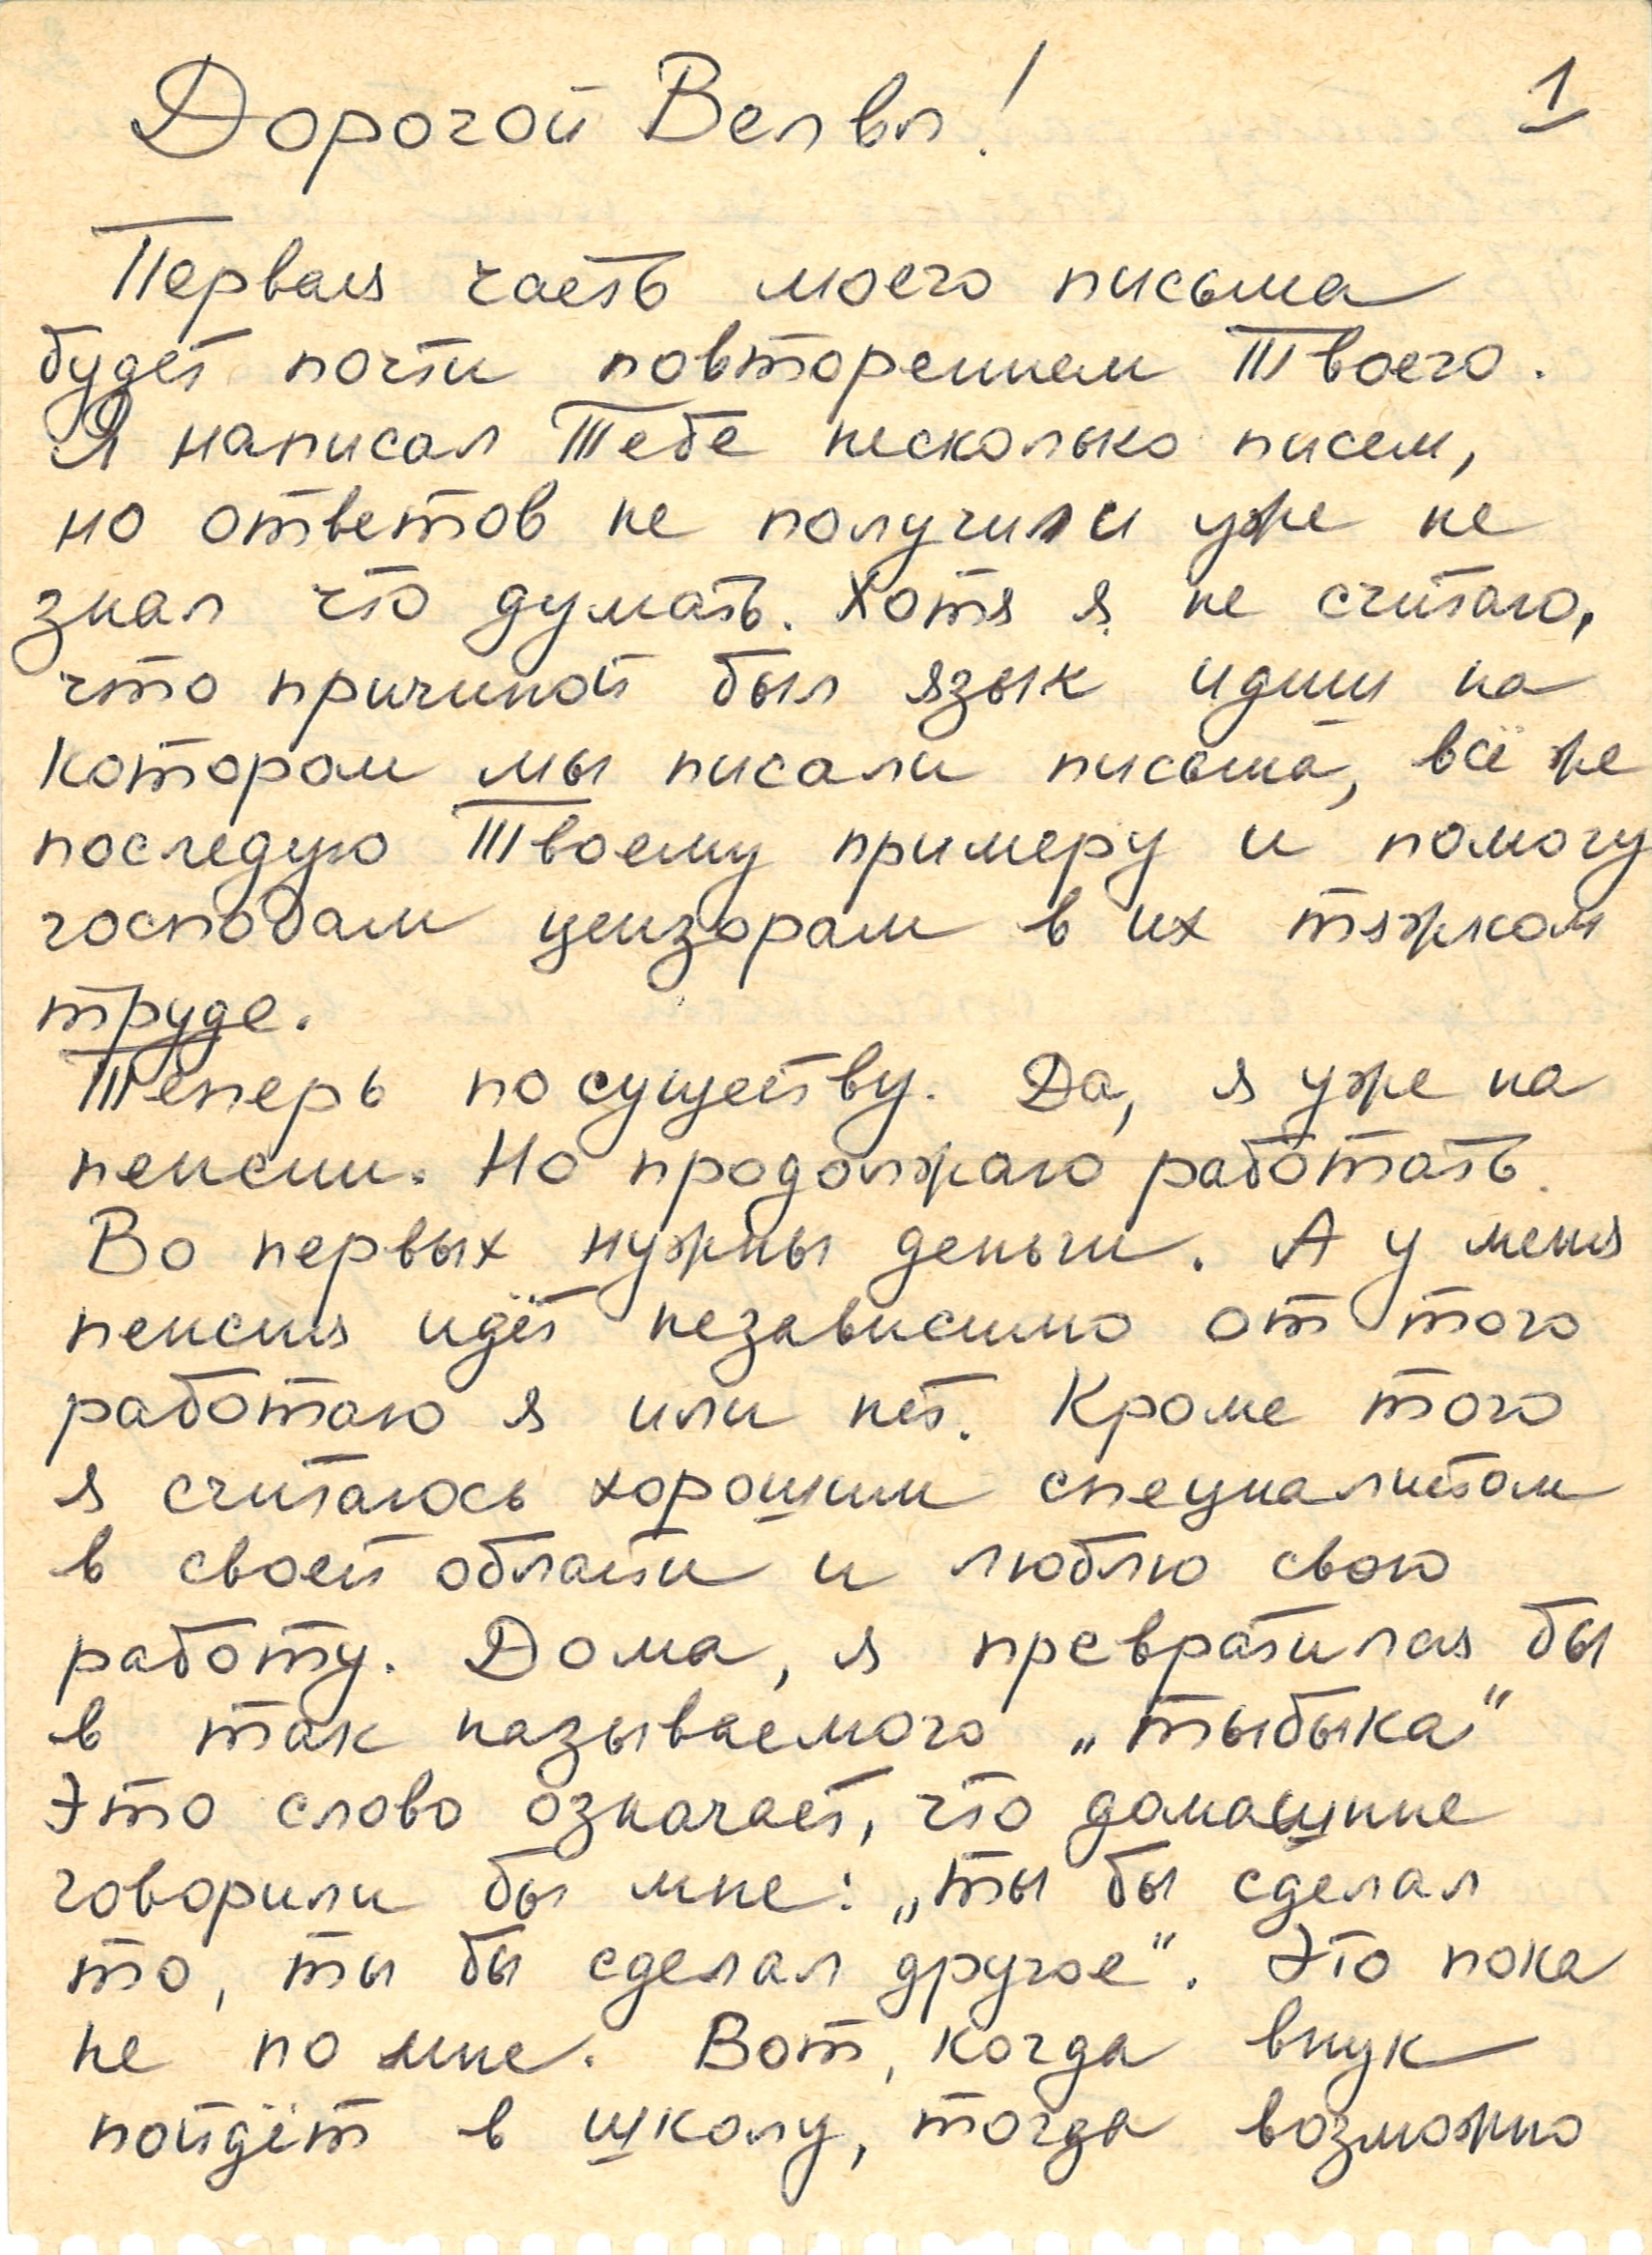 Дорогой Велвл! 1
Первая часть моего письма
будет почти повторением Твоего.
Я написал Тебе несколько писем,
но ответов не получил и уже не
знал что думать. Хотя я не считаю,
что причиной был язык идиш на
котором мы писали письма, всё же
последую Твоему примеру и помогу
господам цензорам в их тяжком
труде.
Теперь по существу. Да, я уже на
пенсии. Но продолжаю работать.
Во первых нужны деньги. А у меня
пенсия идёт независимо от того
работаю я или нет. Кроме того
я считаюсь хорошим специалистом
в своей области и люблю свою
работу. Дома, я превратился бы
в так называемого „тыбыка“
Это слово означает, что домашние
говорили бы мне: „ты бы сделал
то, ты бы сделал другое“. Это пока
не по мне. Вот, когда внук
пойдёт в школу, тогда возможно